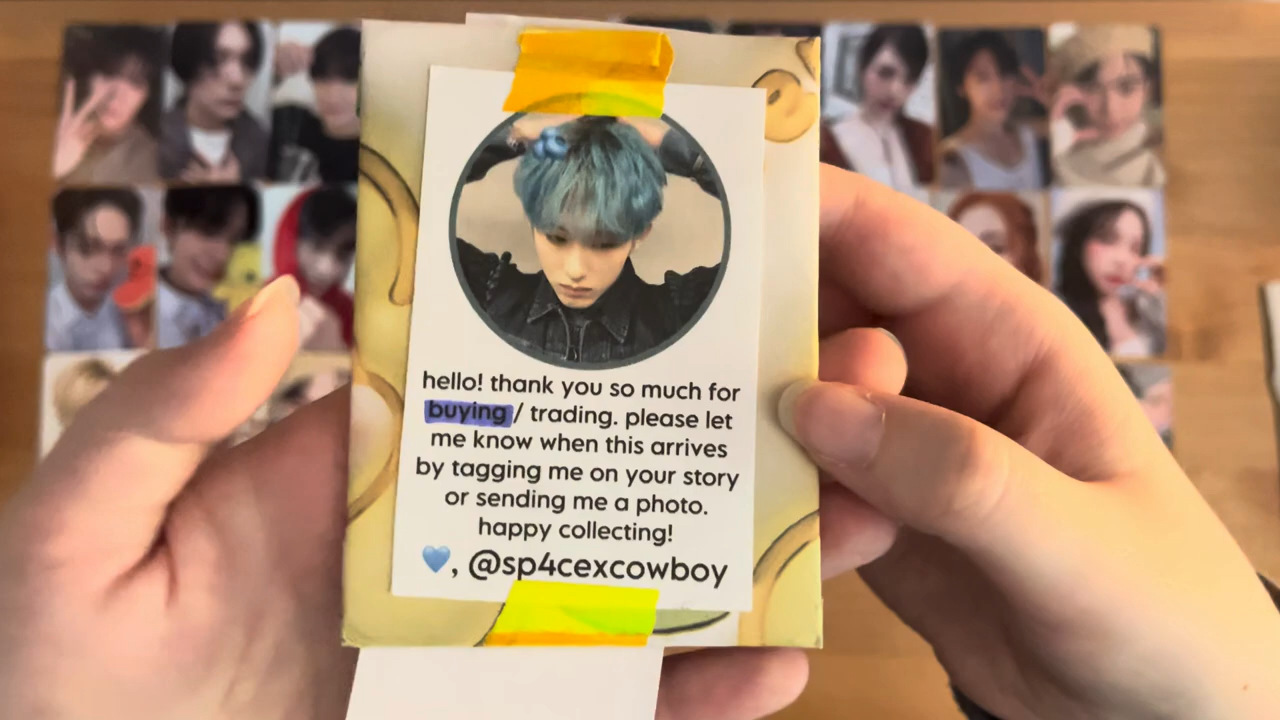 hello! thank you so much for
buying / trading. please let
me know when this arrives
by tagging me on your story
or sending me a photo.
happy collecting!
💙, @sp4cexcowboy